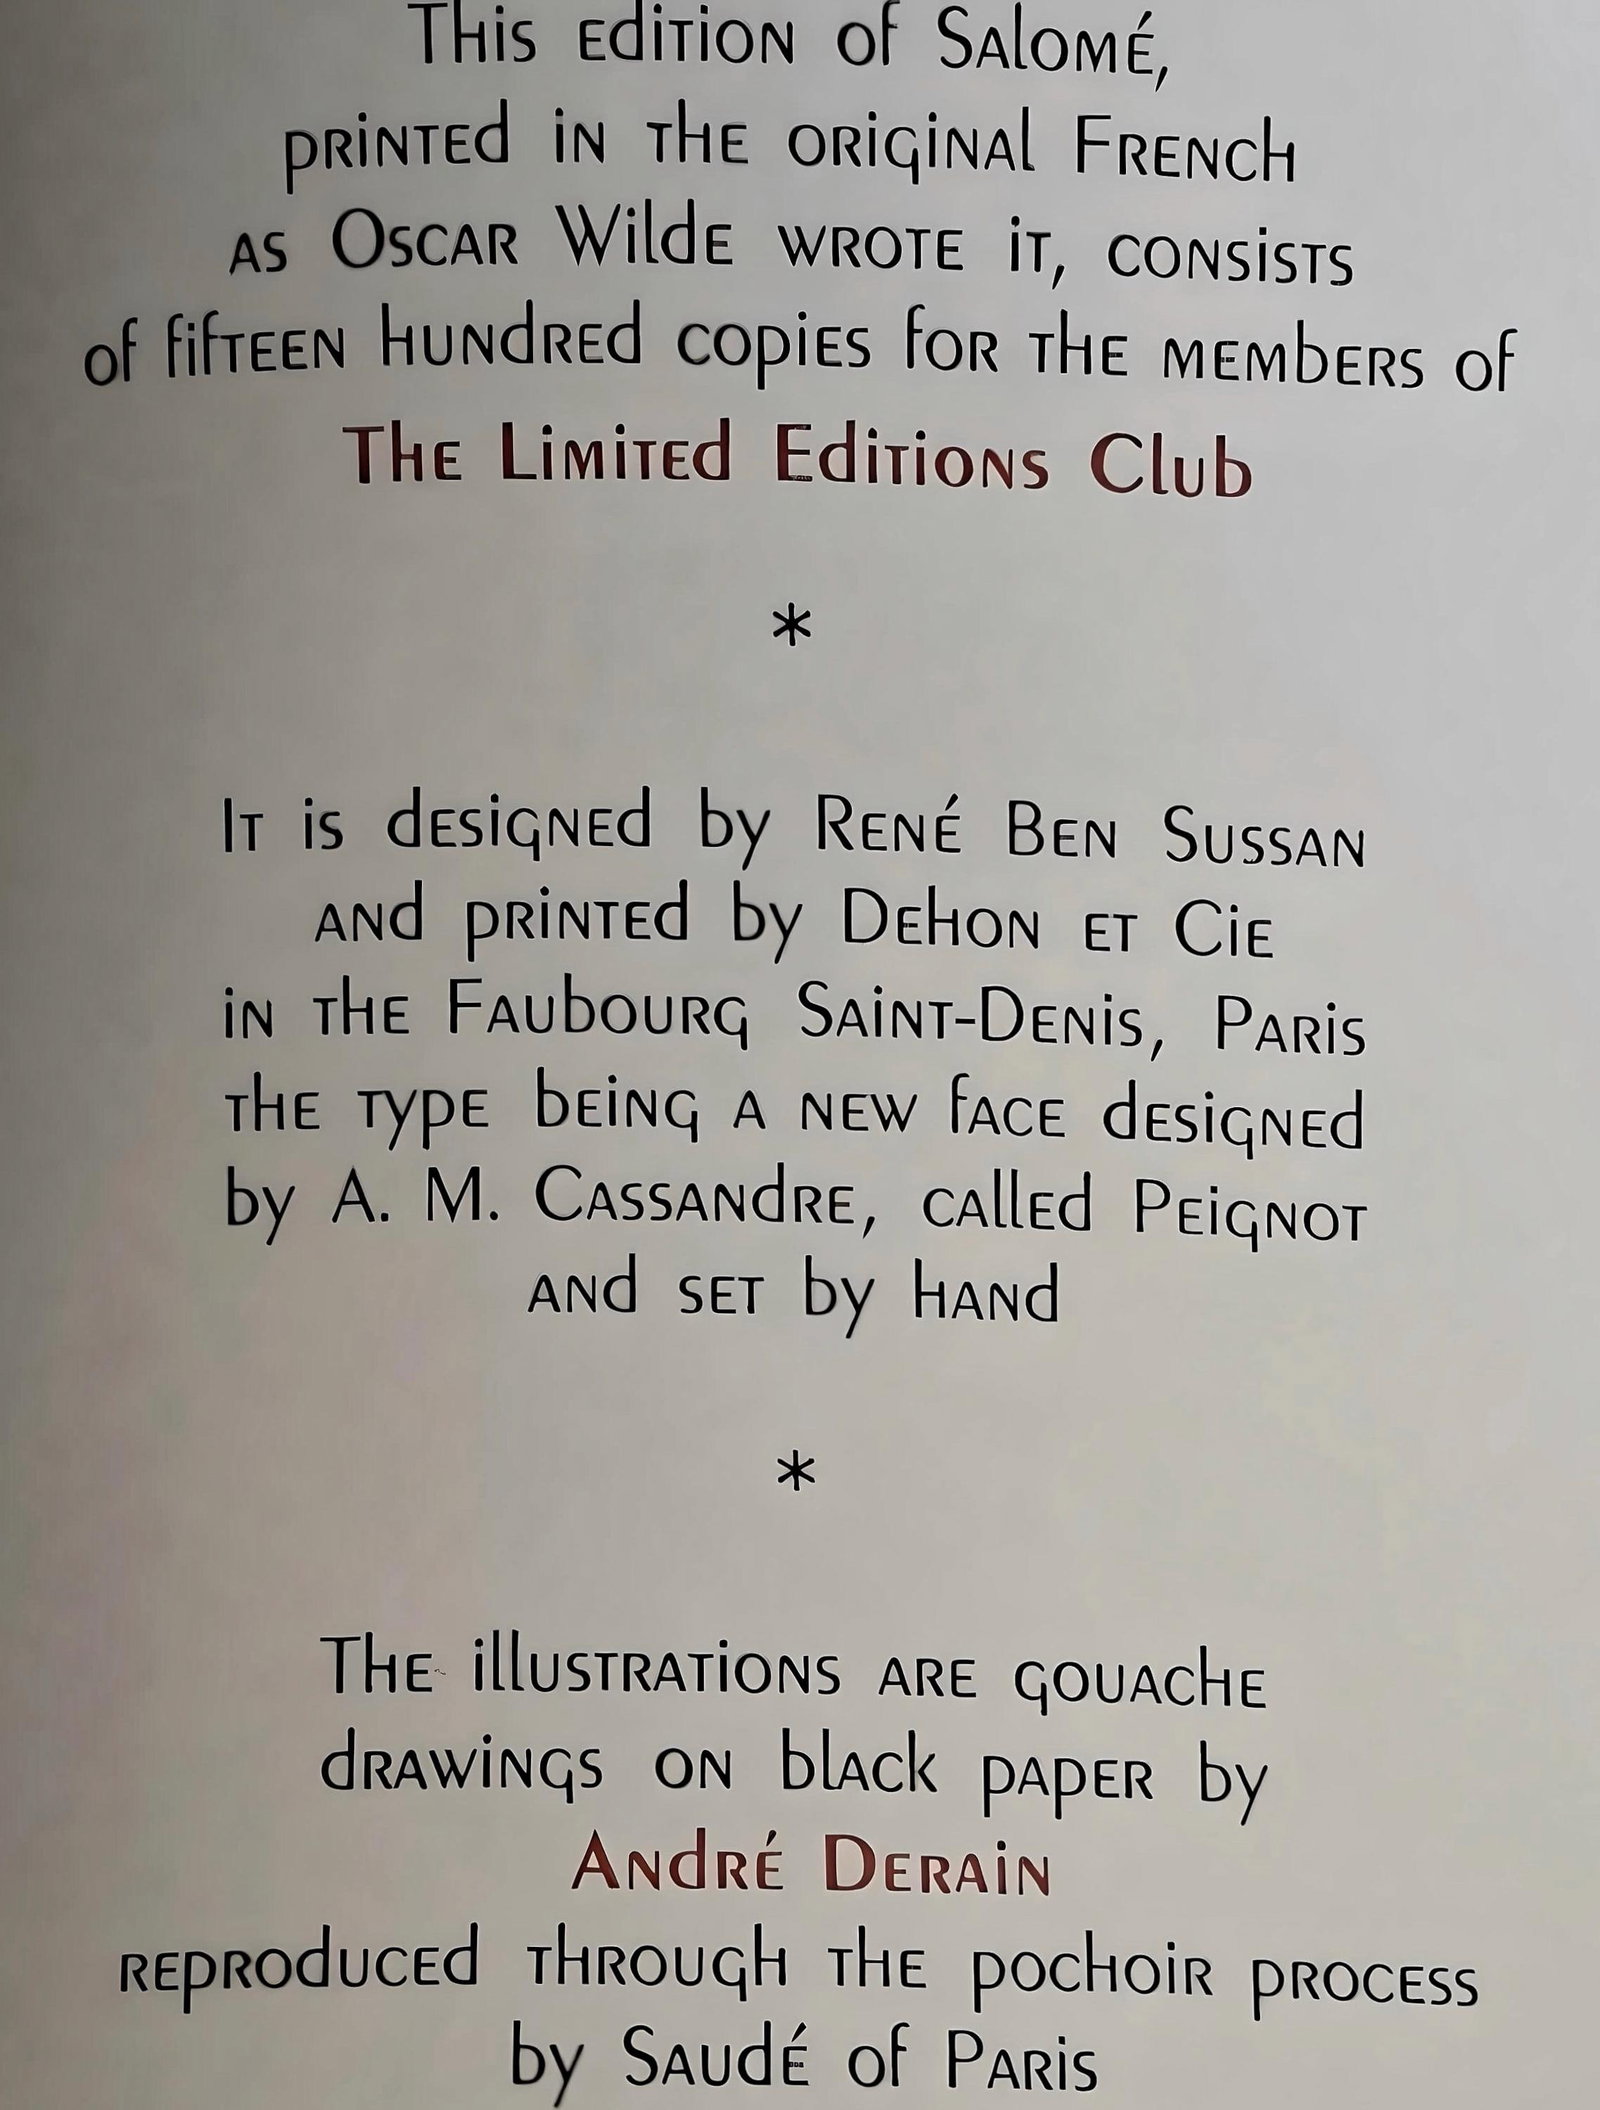 This edition of Salomé,
printed in the original French
as Oscar Wilde wrote it, consists
of fifteen hundred copies for the members of
The Limited Editions Club
*
It is designed by René Ben Sussan
and printed by Dehon et Cie
in the Faubourg Saint-Denis, Paris
the type being a new face designed
by A. M. Cassandre, called Peignot
and set by hand
*
The illustrations are gouache
drawings on black paper by
André Derain
reproduced through the pochoir process
by Saudé of Paris